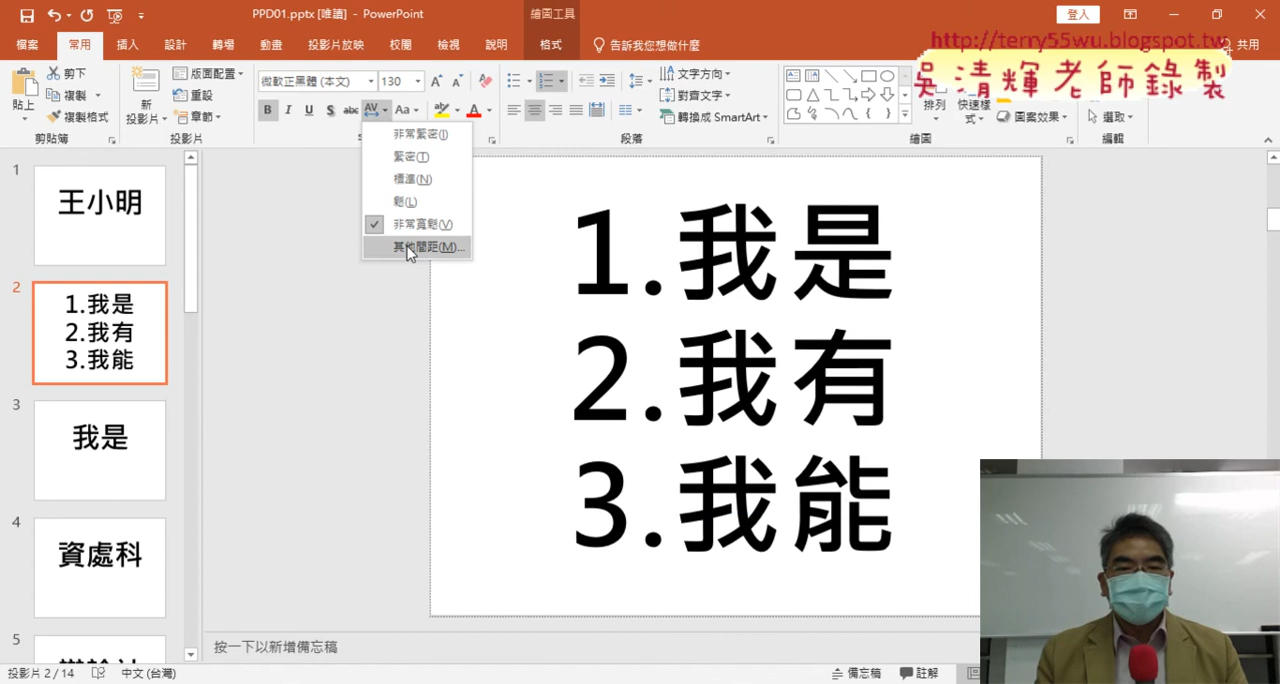 PPD01.pptx [唯讀] - PowerPoint
繪圖工具
登入
檔案 常用 插入 設計 轉場 動畫 投影片放映 校閱 檢視 說明 格式 告訴我您想做什麼 共用
http://terry55wu.blogspot.tw
吳清輝老師錄製
貼上 剪下 複製 複製格式 剪貼簿
新投影片 版面配置 重設 章節 投影片
微軟正黑體 (本文) 130
B I U S abc AV Aa A
文字方向 對齊文字 轉換成 SmartArt 段落
排列 快速樣式 圖案效果 繪圖
選取 編輯
非常緊密(I)
緊密(T)
標準(N)
鬆(L)
非常寬鬆(V)
其他間距(M)...
1 王小明
2 1.我是
2.我有
3.我能
3 我是
4 資處科
5
1.我是
2.我有
3.我能
按一下以新增備忘稿
投影片 2 / 14 中文 (台灣) 備忘稿 註解